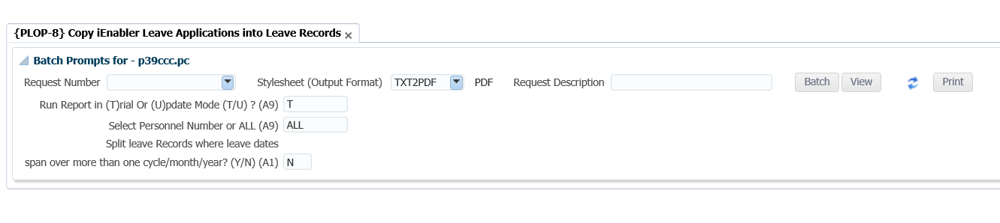 {PLOP-8} Copy iEnabler Leave Applications into Leave Records
Batch Prompts for - p39ccc.pc
Request Number Stylesheet (Output Format) TXT2PDF PDF Request Description Batch View Print
Run Report in (T)rial Or (U)pdate Mode (T/U) ? (A9) T
Select Personnel Number or ALL (A9) ALL
Split leave Records where leave dates
span over more than one cycle/month/year? (Y/N) (A1) N